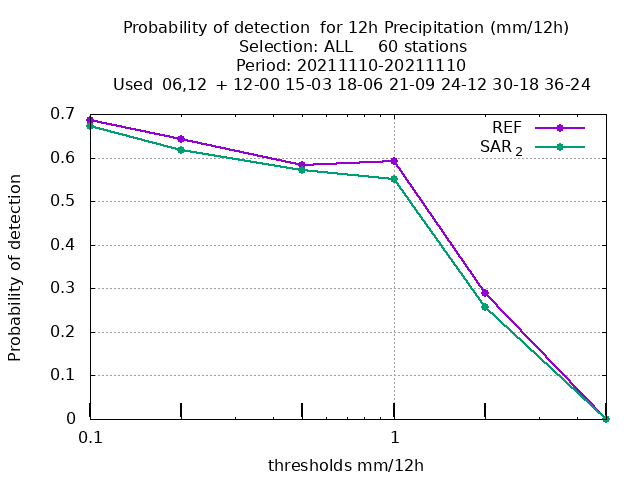 Probability of detection  for 12h Precipitation (mm/12h)
Selection: ALL     60 stations
Period: 20211110-20211110
Used  06,12  + 12-00 15-03 18-06 21-09 24-12 30-18 36-24
REF
SAR 2
0.7
0.6
0.5
0.4
0.3
0.2
0.1
0
Probability of detection
0.1
1
thresholds mm/12h